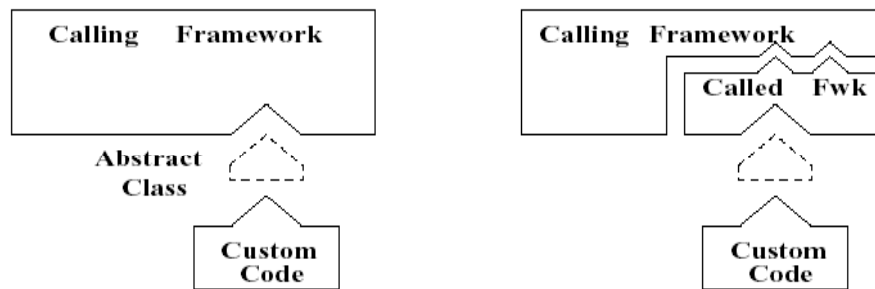 Calling Framework
Abstract
Class
Custom
Code
Calling Framework
Called Fwk
Custom
Code